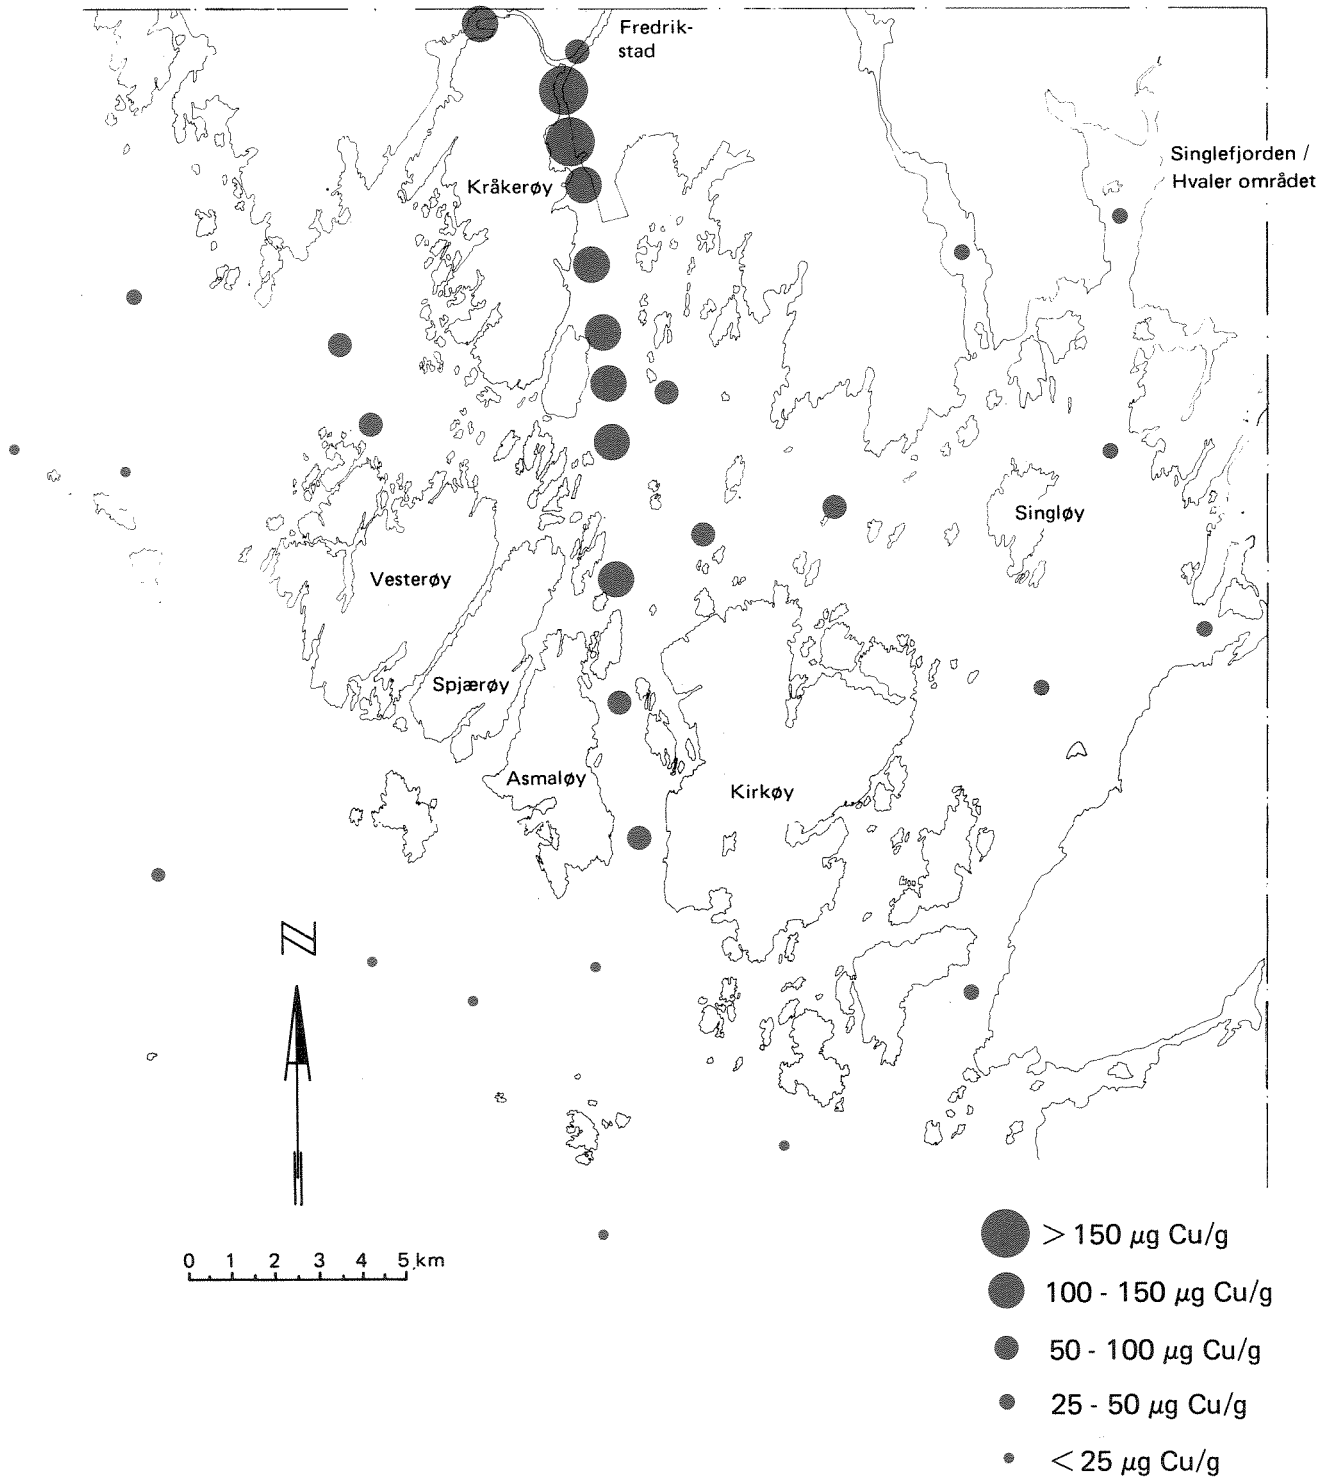 Fredrik-
stad
Singlefjorden /
Hvaler området
Kråkerøy
Singløy
Vesterøy
Spjærøy
Asmaløy
Kirkøy
N
0 1 2 3 4 5 km
> 150 µg Cu/g
100 - 150 µg Cu/g
50 - 100 µg Cu/g
25 - 50 µg Cu/g
< 25 µg Cu/g